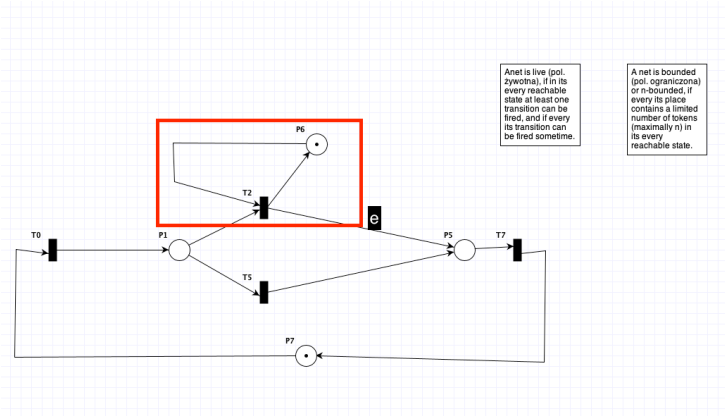 Anet is live (pol.
żywotna), if in its
every reachable
state at least one
transition can be
fired, and if every
its transition can
be fired sometime.
A net is bounded
(pol. ograniczona)
or n-bounded, if
every its place
contains a limited
number of tokens
(maximally n) in
its every
reachable state.
P6
T2
e
T0
P1
P5
T7
T5
P7